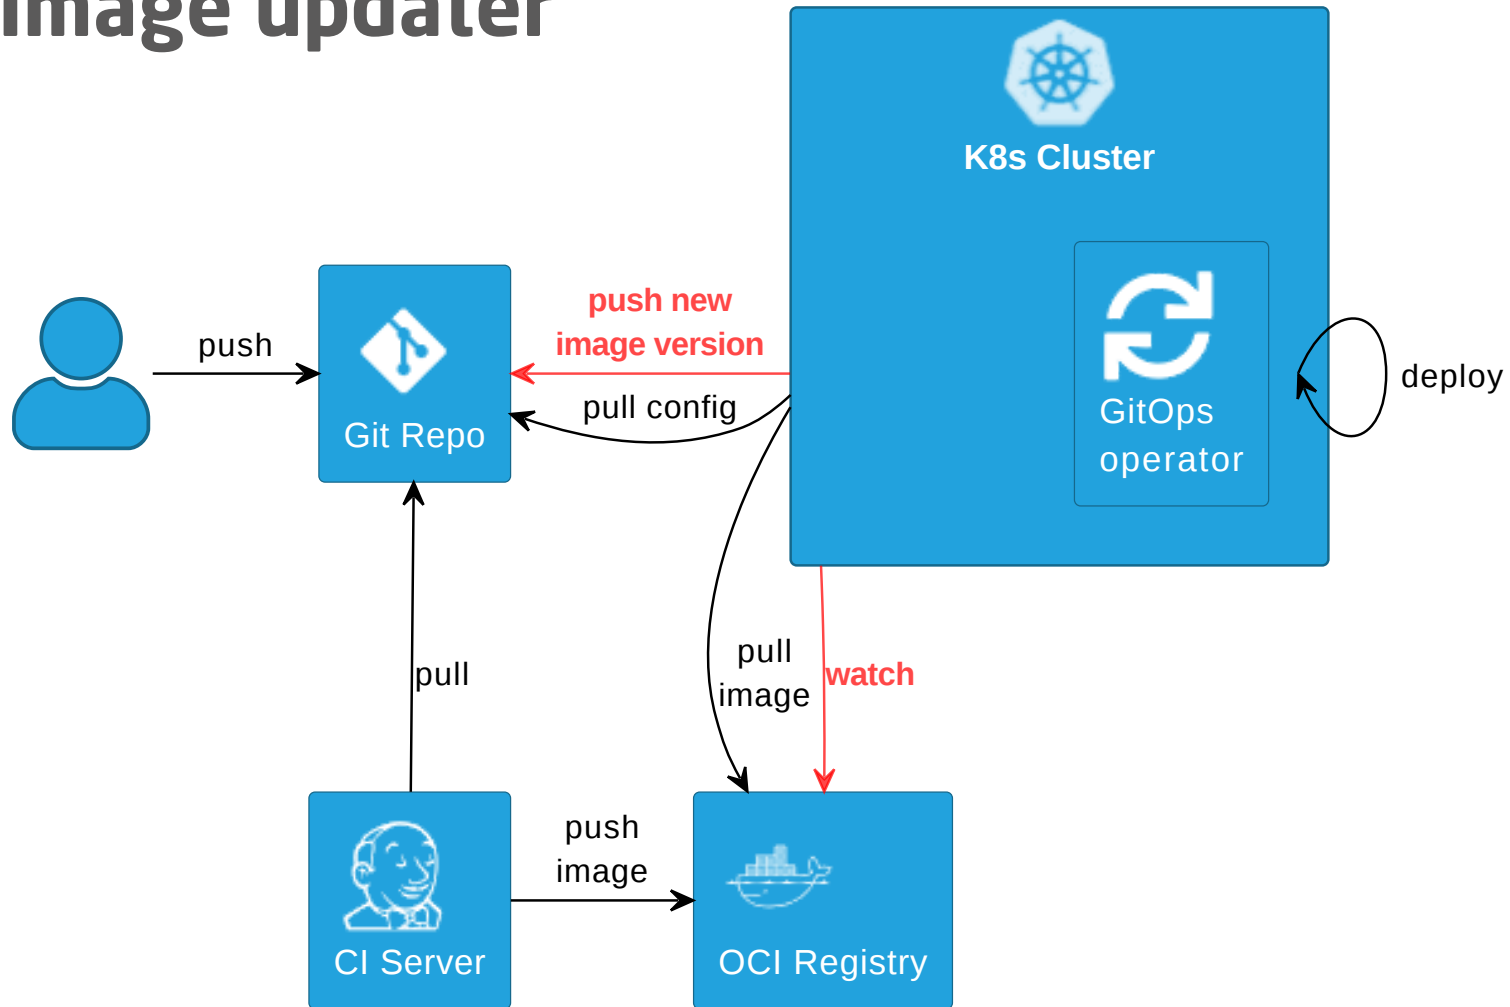 image updater
K8s Cluster
push new
image version
push
pull config
Git Repo
GitOps
operator
deploy
pull
pull
image
watch
push
image
CI Server
OCI Registry